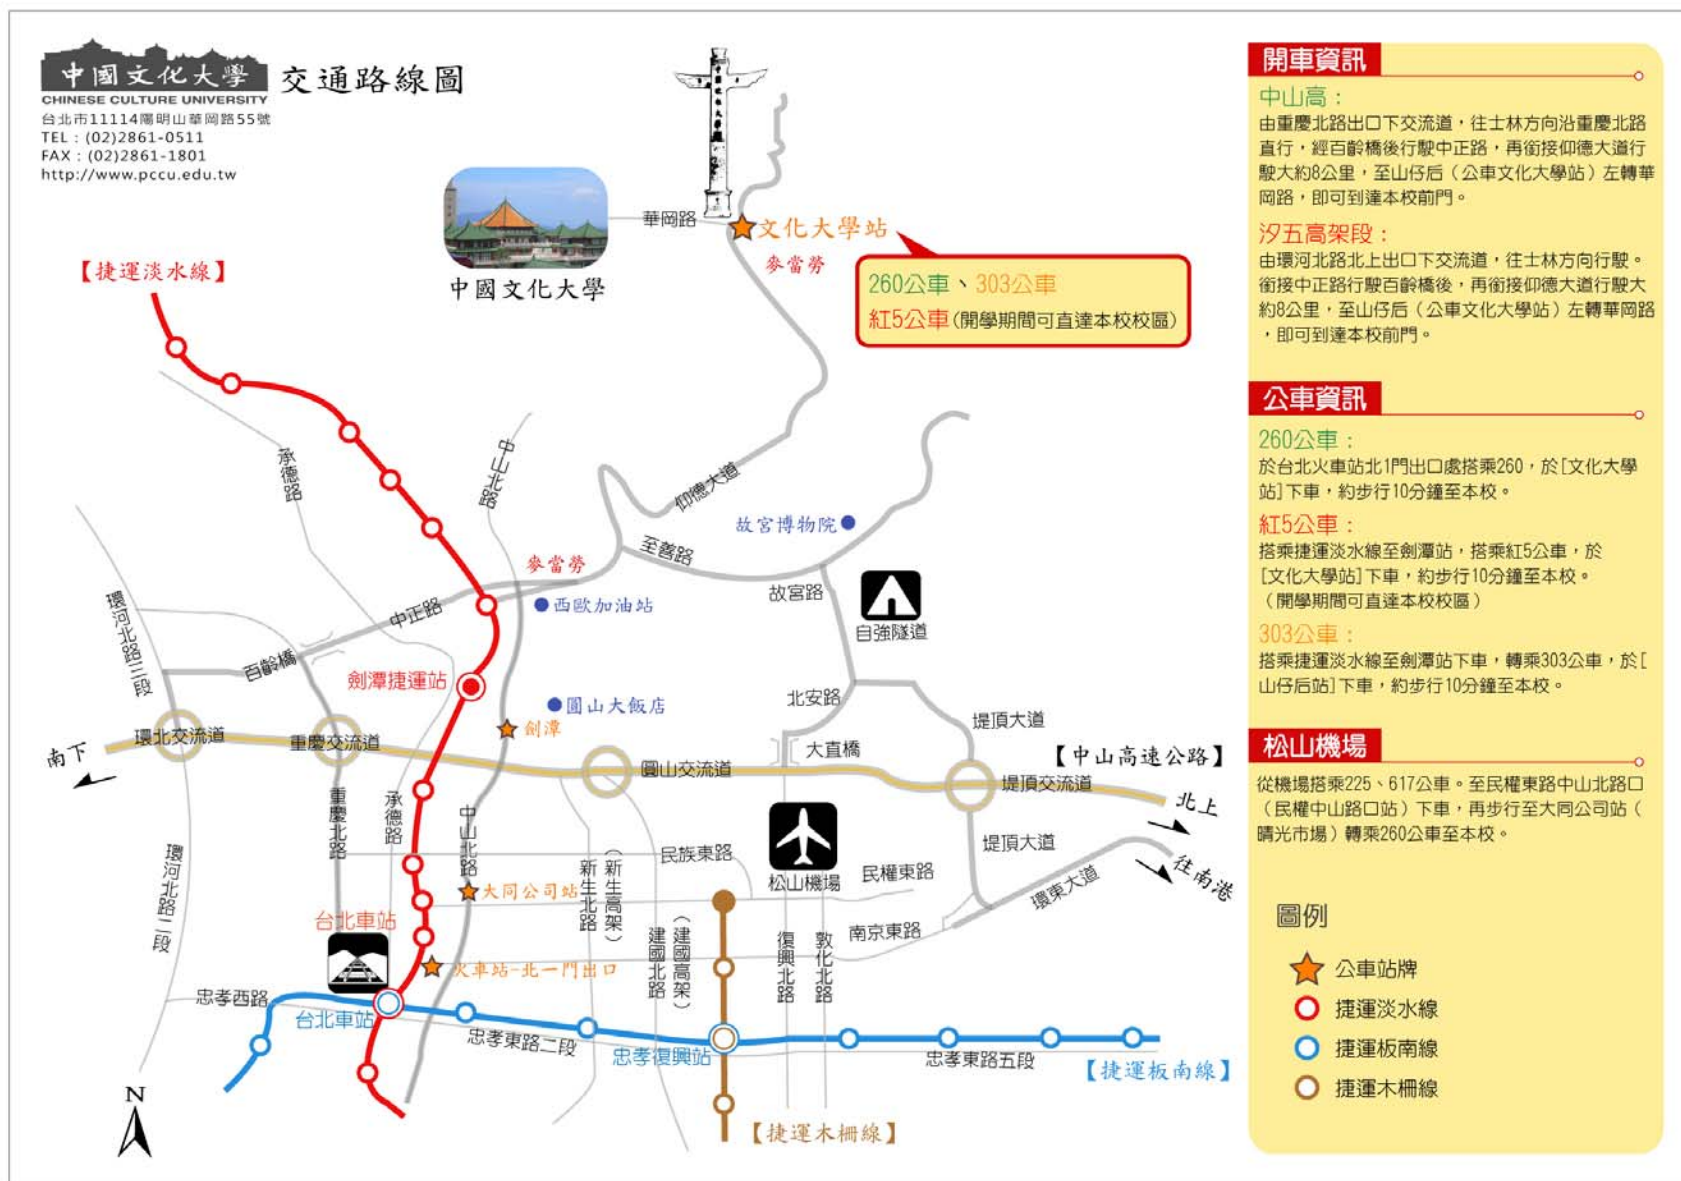 中國文化大學
CHINESE CULTURE UNIVERSITY
交通路線圖
台北市11114陽明山華岡路55號
TEL : (02)2861-0511
FAX : (02)2861-1801
http://www.pccu.edu.tw
中國文化大學
華岡路
文化大學站
麥當勞
260公車、303公車
紅5公車(開學期間可直達本校校區)
【捷運淡水線】
承德路
中山北路
仰德大道
故宮博物院
至善路
麥當勞
故宮路
西歐加油站
自強隧道
環河北路三段
中正路
百齡橋
劍潭捷運站
北安路
圓山大飯店
劍潭
堤頂大道
環北交流道
重慶交流道
大直橋
圓山交流道
【中山高速公路】
南下
堤頂交流道
北上
重慶北路
承德路
中山北路
堤頂大道
環河北路二段
新生北路
（新生高架）
民族東路
松山機場
民權東路
環東大道
往南港
大同公司站
台北車站
建國北路
（建國高架）
復興北路
敦化北路
南京東路
火車站-北一門出口
忠孝西路
台北車站
忠孝東路二段
忠孝復興站
忠孝東路五段
【捷運板南線】
【捷運木柵線】
N
開車資訊
中山高：
由重慶北路出口下交流道，往士林方向沿重慶北路
直行，經百齡橋後行駛中正路，再銜接仰德大道行
駛大約8公里，至山仔后（公車文化大學站）左轉華
岡路，即可到達本校前門。
汐五高架段：
由環河北路北上出口下交流道，往士林方向行駛。
銜接中正路行駛百齡橋後，再銜接仰德大道行駛大
約8公里，至山仔后（公車文化大學站）左轉華岡路
，即可到達本校前門。
公車資訊
260公車：
於台北火車站北1門出口處搭乘260，於[文化大學
站]下車，約步行10分鐘至本校。
紅5公車：
搭乘捷運淡水線至劍潭站，搭乘紅5公車，於
[文化大學站]下車，約步行10分鐘至本校。
（開學期間可直達本校校區）
303公車：
搭乘捷運淡水線至劍潭站下車，轉乘303公車，於[
山仔后站]下車，約步行10分鐘至本校。
松山機場
從機場搭乘225、617公車。至民權東路中山北路口
（民權中山路口站）下車，再步行至大同公司站（
晴光市場）轉乘260公車至本校。
圖例
公車站牌
捷運淡水線
捷運板南線
捷運木柵線